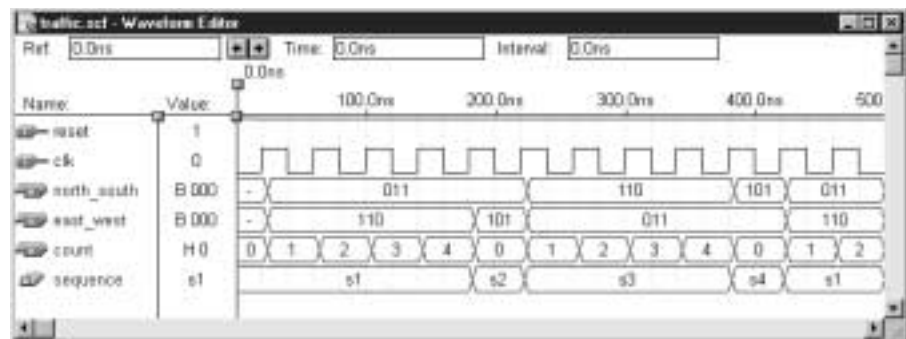 traffic.scf - Waveform Editor
Ref: 0.0ns Time: 0.0ns Interval: 0.0ns
0.0ns
Name: Value: 100.0ns 200.0ns 300.0ns 400.0ns 500
reset 1
clk 0
north_south B 000 - 011 110 101 011
east_west B 000 - 110 101 011 110
count H 0 0 1 2 3 4 0 1 2 3 4 0 1 2
sequence s1 s1 s2 s3 s4 s1